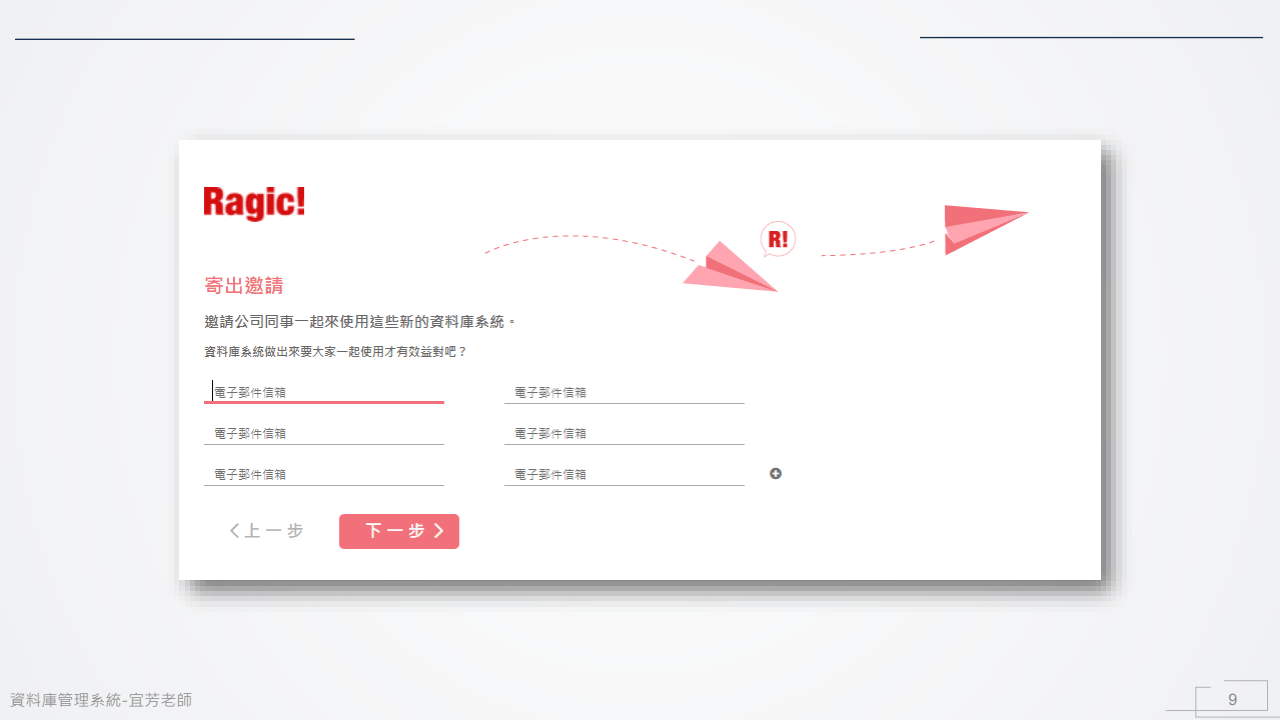 Ragic!
R!
寄出邀請
邀請公司同事一起來使用這些新的資料庫系統。
資料庫系統做出來要大家一起使用才有效益對吧？
電子郵件信箱 電子郵件信箱
電子郵件信箱 電子郵件信箱
電子郵件信箱 電子郵件信箱
上一步 下一步
資料庫管理系統-宜芳老師 9